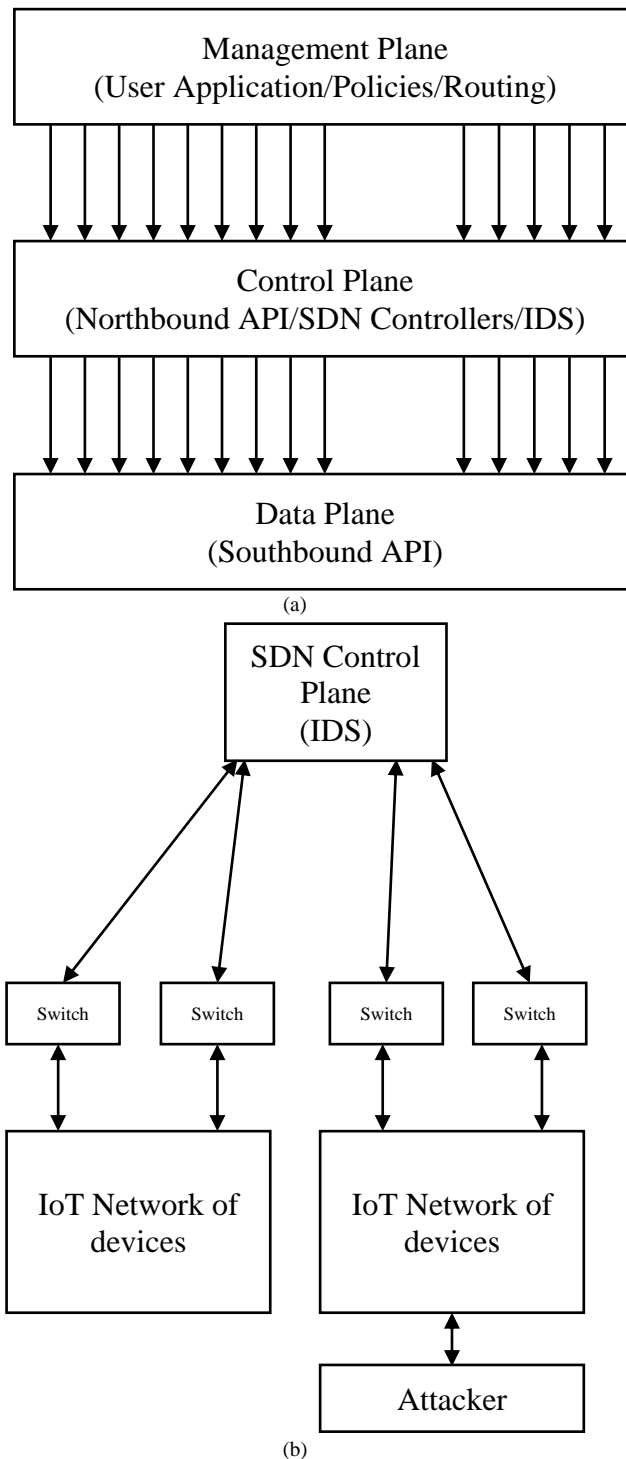 Management Plane
(User Application/Policies/Routing)
Control Plane
(Northbound API/SDN Controllers/IDS)
Data Plane
(Southbound API)
(a)
SDN Control
Plane
(IDS)
Switch
Switch
Switch
Switch
IoT Network of
devices
IoT Network of
devices
Attacker
(b)